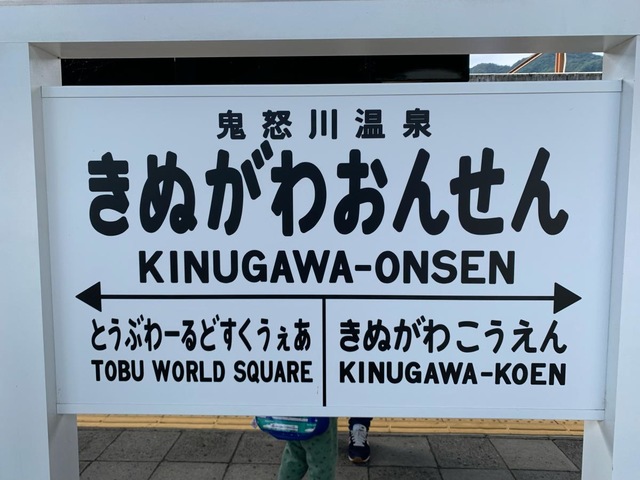 鬼怒川温泉
きぬがわおんせん
KINUGAWA-ONSEN
とうぶわーるどすくうぇあ
TOBU WORLD SQUARE
きぬがわこうえん
KINUGAWA-KOEN